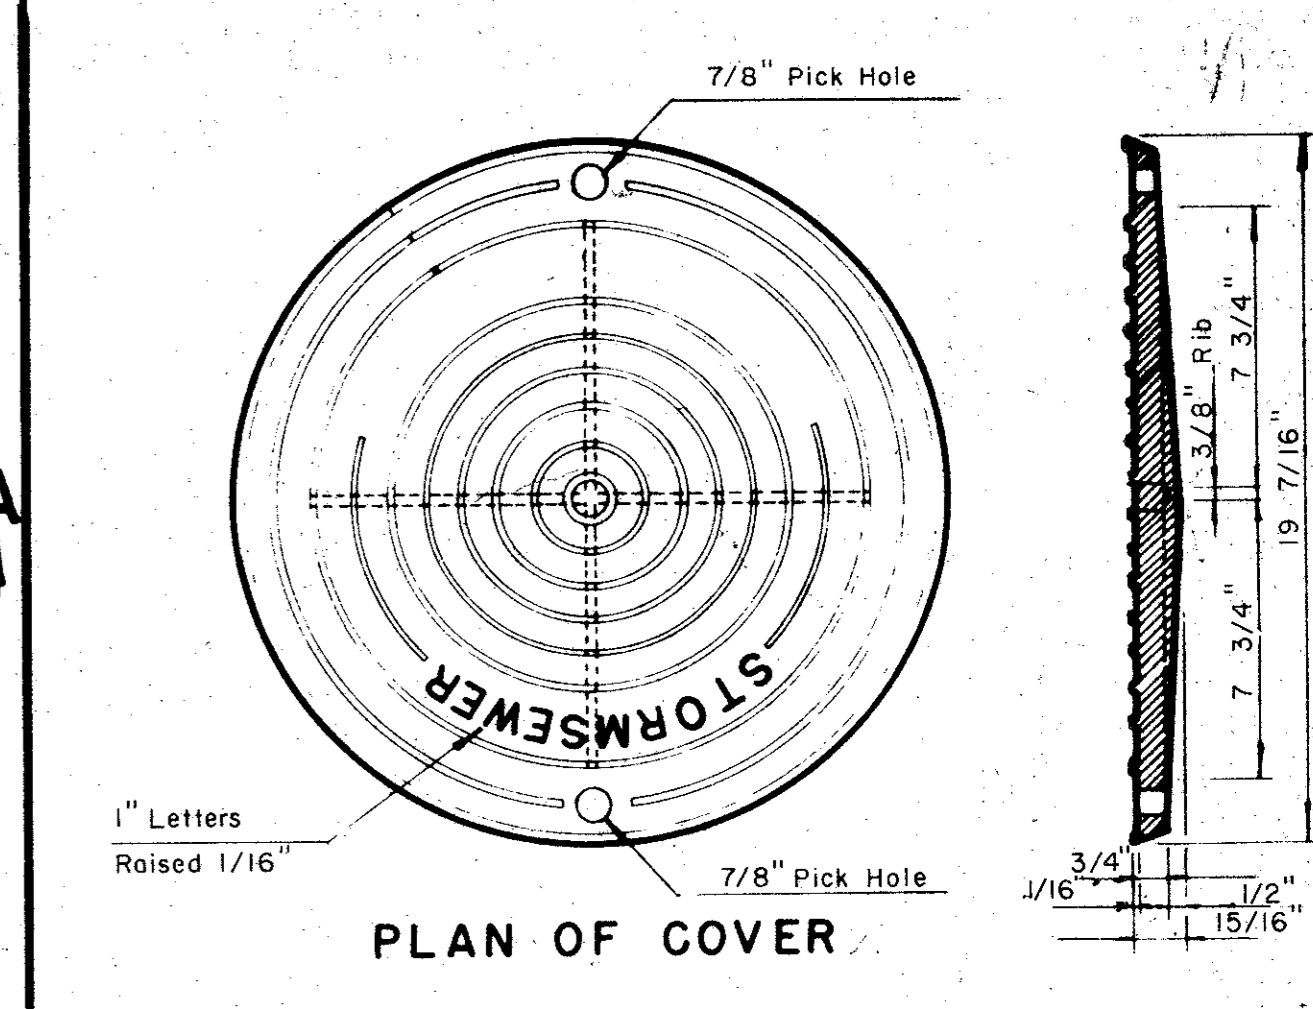 7/8" Pick Hole
STORMSEWER
1" Letters
Raised 1/16"
7/8" Pick Hole
PLAN OF COVER
3/8" Rib
7 3/4"
7 3/4"
19 7/16"
3/4"
1/16"
1/2"
15/16"